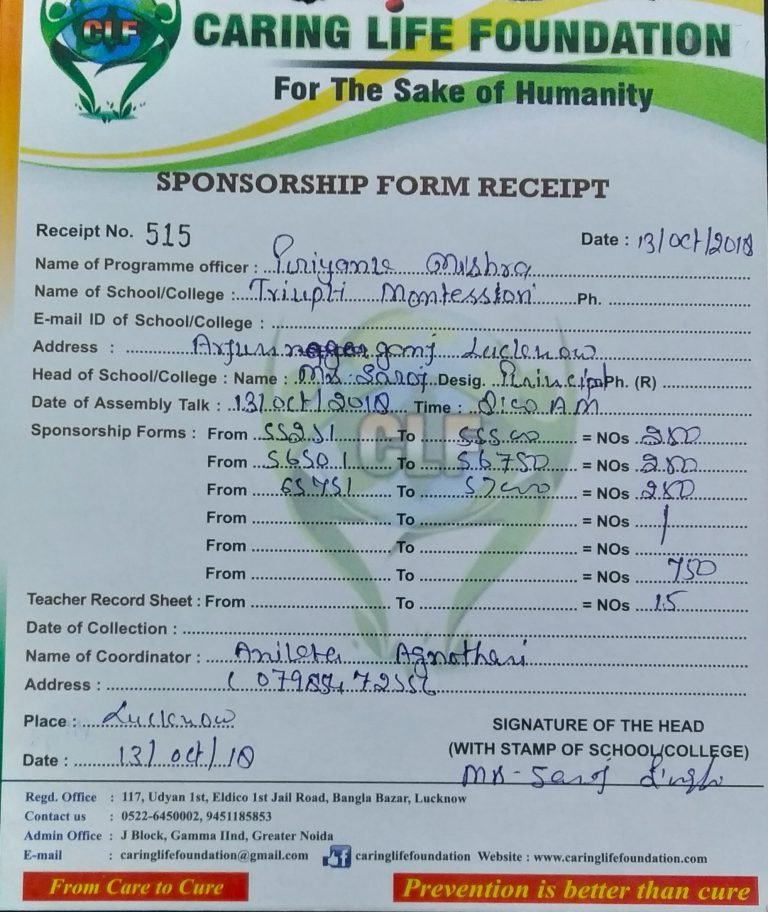 CLF
CARING LIFE FOUNDATION
For The Sake of Humanity
SPONSORSHIP FORM RECEIPT
Receipt No. 515
Date : 13/Oct/2018
Name of Programme officer : Priyanka Mishra
Name of School/College : Triupti Montessori Ph.
E-mail ID of School/College :
Address : Arjun nagar ganj Lucknow
Head of School/College : Name : Mrs. Saroj Desig. Principal Ph. (R)
Date of Assembly Talk : 13/Oct/2018 Time : A.M
Sponsorship Forms : From 55251 To 55500 = NOs 250
From 56501 To 56750 = NOs 250
From To 57000 = NOs 250
From To = NOs
From To = NOs
From To = NOs 750
Teacher Record Sheet : From To = NOs 15
Date of Collection :
Name of Coordinator : Agnothari
Address :
Place : Lucknow
Date : 13/oct/18
SIGNATURE OF THE HEAD
(WITH STAMP OF SCHOOL/COLLEGE)
Saroj Singh
Regd. Office : 117, Udyan 1st, Eldico 1st Jail Road, Bangla Bazar, Lucknow
Contact us : 0522-6450002, 9451185853
Admin Office : J Block, Gamma IInd, Greater Noida
E-mail : caringlifefoundation@gmail.com caringlifefoundation Website : www.caringlifefoundation.com
From Care to Cure
Prevention is better than cure